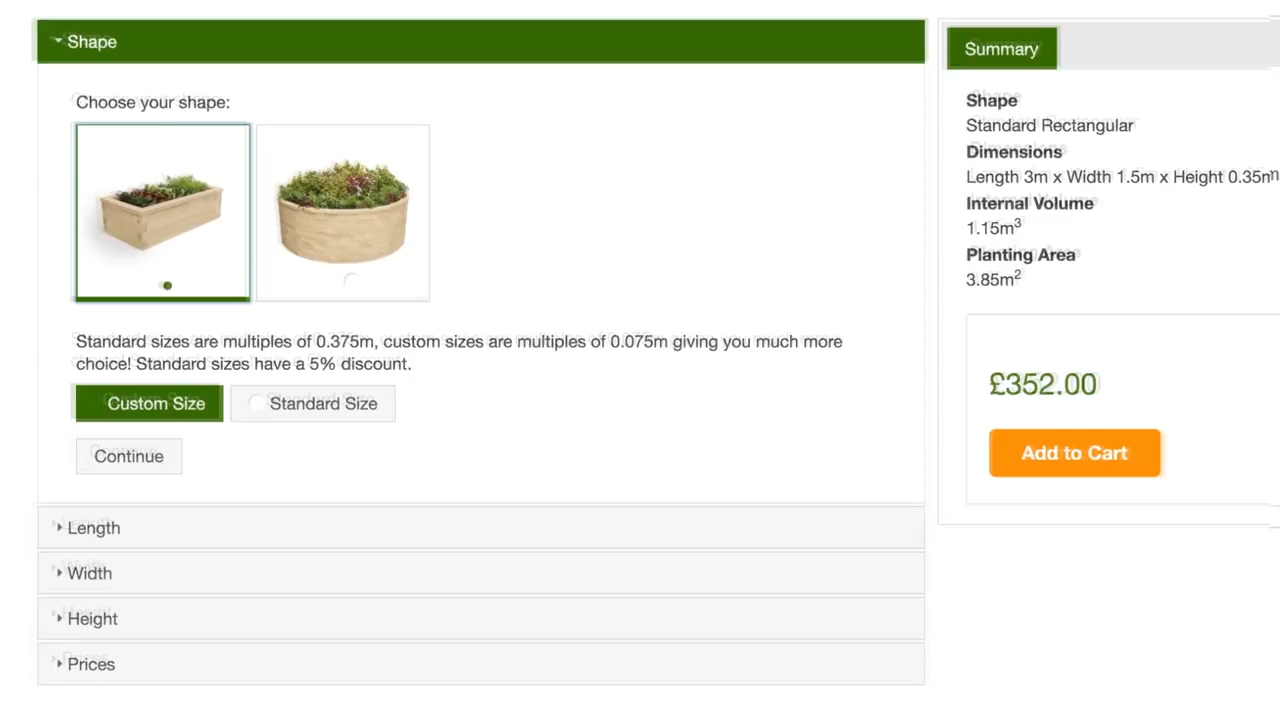 Shape
Choose your shape:
Standard sizes are multiples of 0.375m, custom sizes are multiples of 0.075m giving you much more
choice! Standard sizes have a 5% discount.
Custom Size
Standard Size
Continue
Length
Width
Height
Prices
Summary
Shape
Standard Rectangular
Dimensions
Length 3m x Width 1.5m x Height 0.35m
Internal Volume
1.15m³
Planting Area
3.85m²
£352.00
Add to Cart